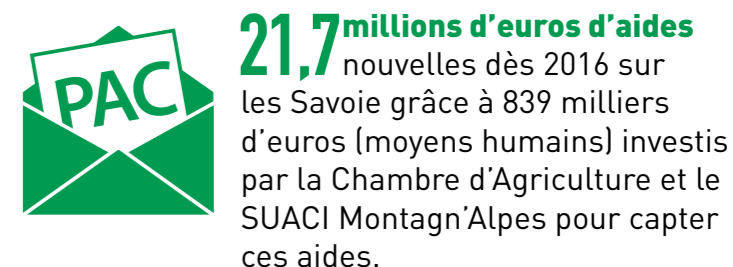 PAC
21,7 millions d’euros d’aides
nouvelles dès 2016 sur
les Savoie grâce à 839 milliers
d’euros (moyens humains) investis
par la Chambre d’Agriculture et le
SUACI Montagn’Alpes pour capter
ces aides.